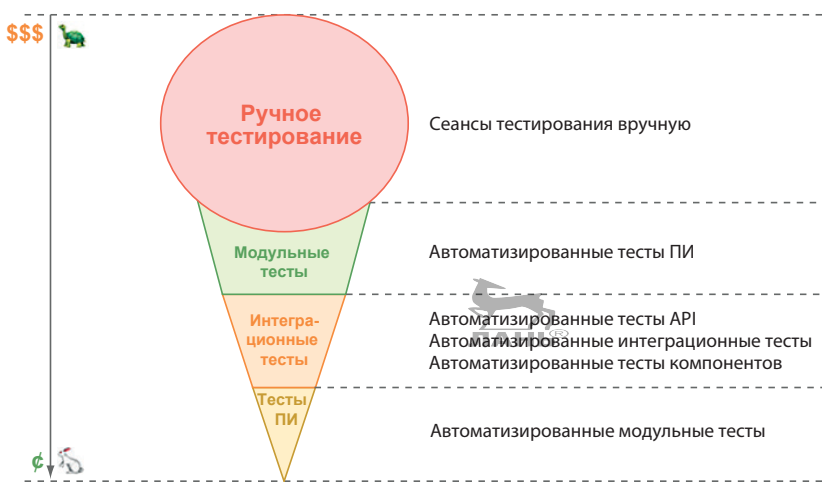 $$$
Ручное
тестирование
Сеансы тестирования вручную
Модульные
тесты
Автоматизированные тесты ПИ
Интегра-
ционные
тесты
Автоматизированные тесты API
Автоматизированные интеграционные тесты
Автоматизированные тесты компонентов
Тесты
ПИ
Автоматизированные модульные тесты
¢
ЛАНЬ®